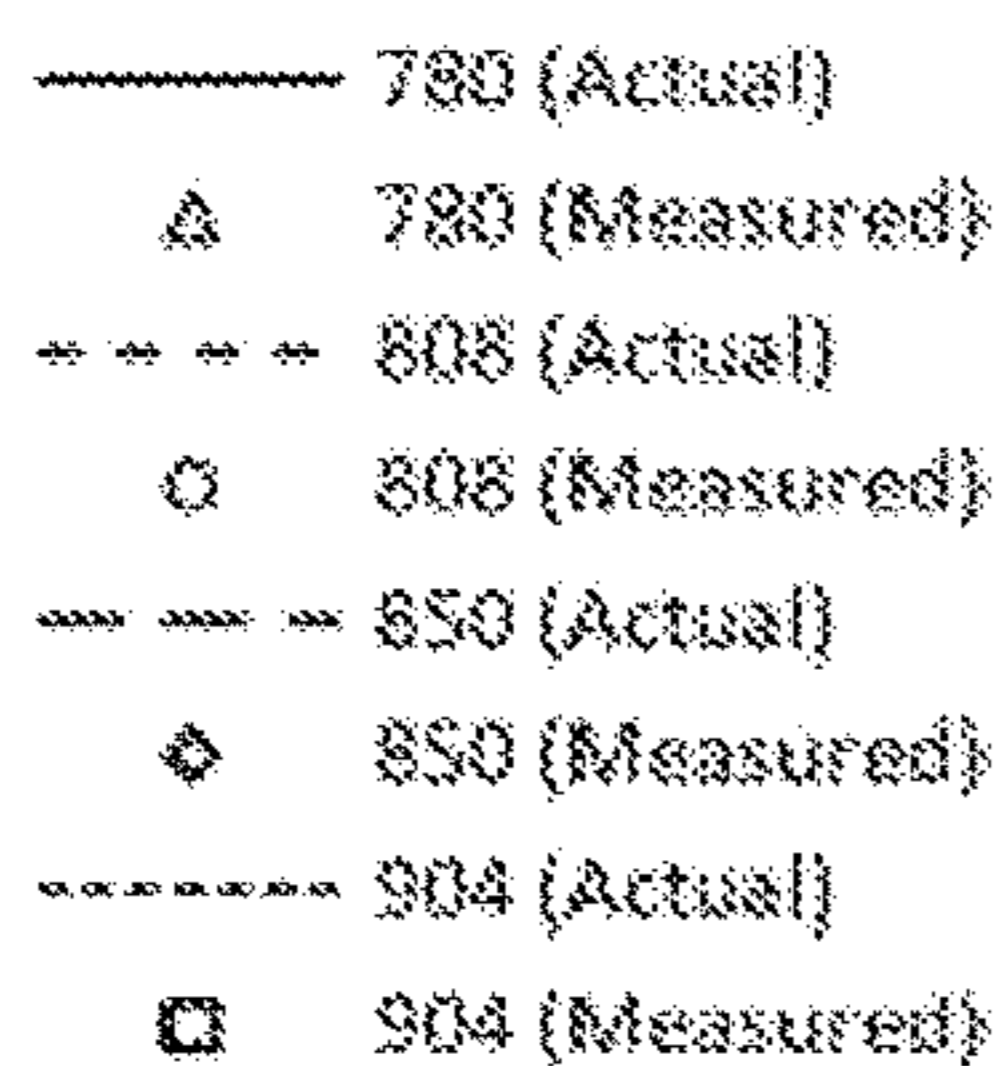 780 (Actual)
780 (Measured)
808 (Actual)
808 (Measured)
850 (Actual)
850 (Measured)
904 (Actual)
904 (Measured)